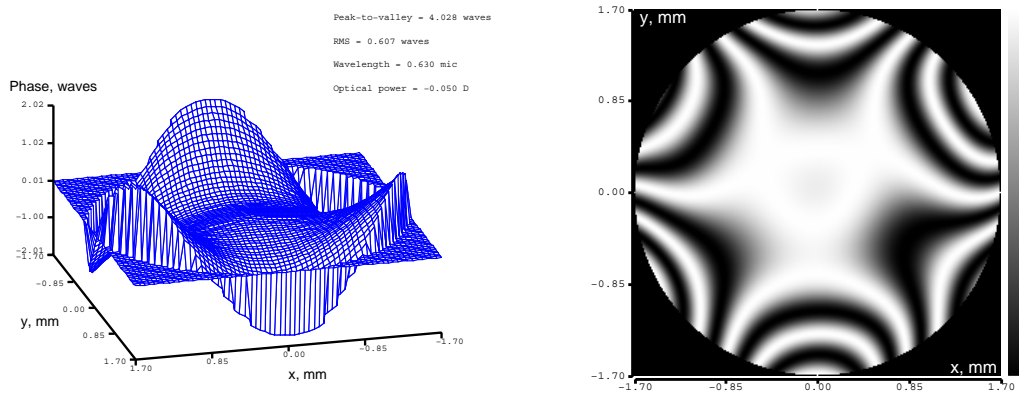 Peak-to-valley = 4.028 waves
RMS = 0.607 waves
Wavelength = 0.630 mic
Optical power = -0.050 D
Phase, waves
2.02
1.02
0.01
-1.00
-2.01
-1.70
-0.85
0.00
0.85
1.70
y, mm
1.70
0.85
0.00
-0.85
-1.70
x, mm
1.70
y, mm
0.85
0.00
-0.85
-1.70
x, mm
-1.70
-0.85
0.00
0.85
1.70